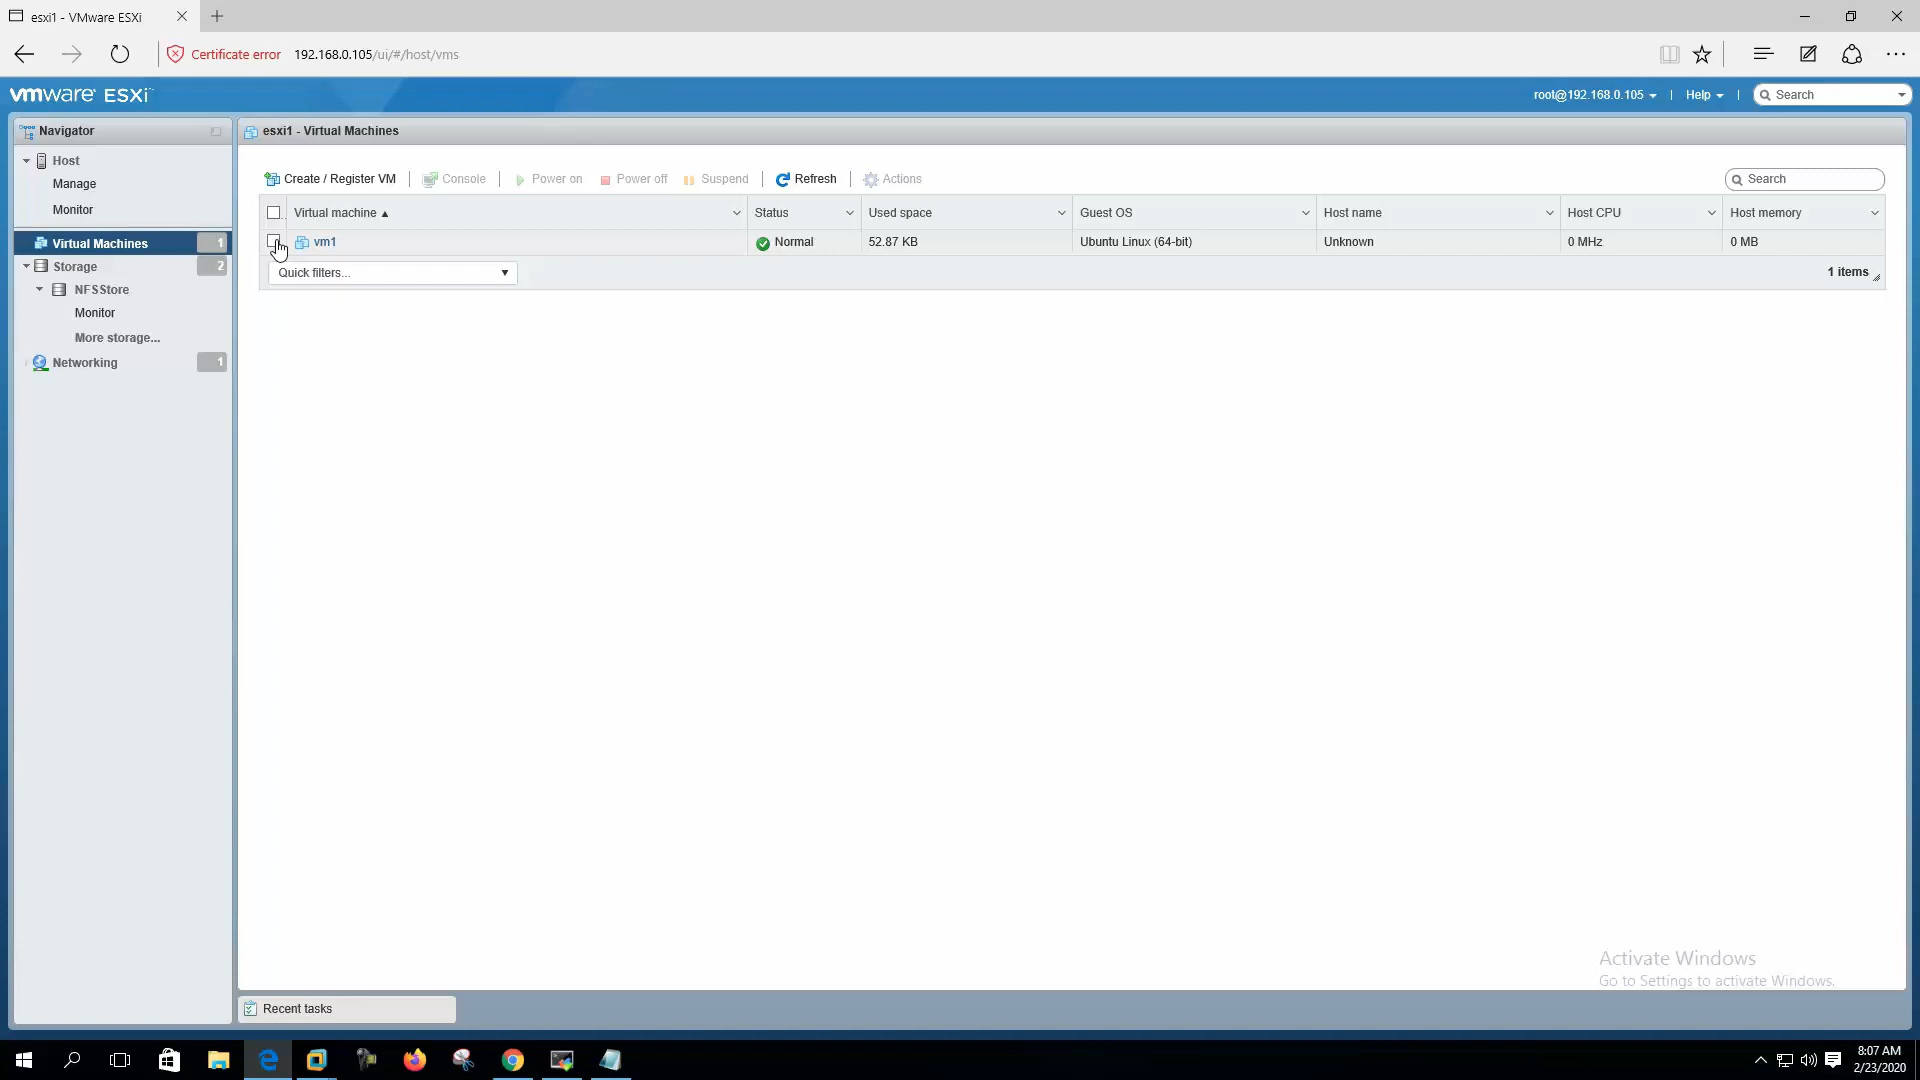 esxi1 - VMware ESXi
Certificate error 192.168.0.105/ui/#/host/vms
vmware ESXi
root@192.168.0.105 | Help | Search
Navigator
Host
Manage
Monitor
Virtual Machines 1
Storage 2
NFSStore
Monitor
More storage...
Networking 1
esxi1 - Virtual Machines
Create / Register VM | Console | Power on Power off Suspend | Refresh | Actions
Search
Virtual machine ▲ Status Used space Guest OS Host name Host CPU Host memory
vm1 Normal 52.87 KB Ubuntu Linux (64-bit) Unknown 0 MHz 0 MB
Quick filters... 1 items
Activate Windows
Go to Settings to activate Windows.
Recent tasks
8:07 AM
2/23/2020